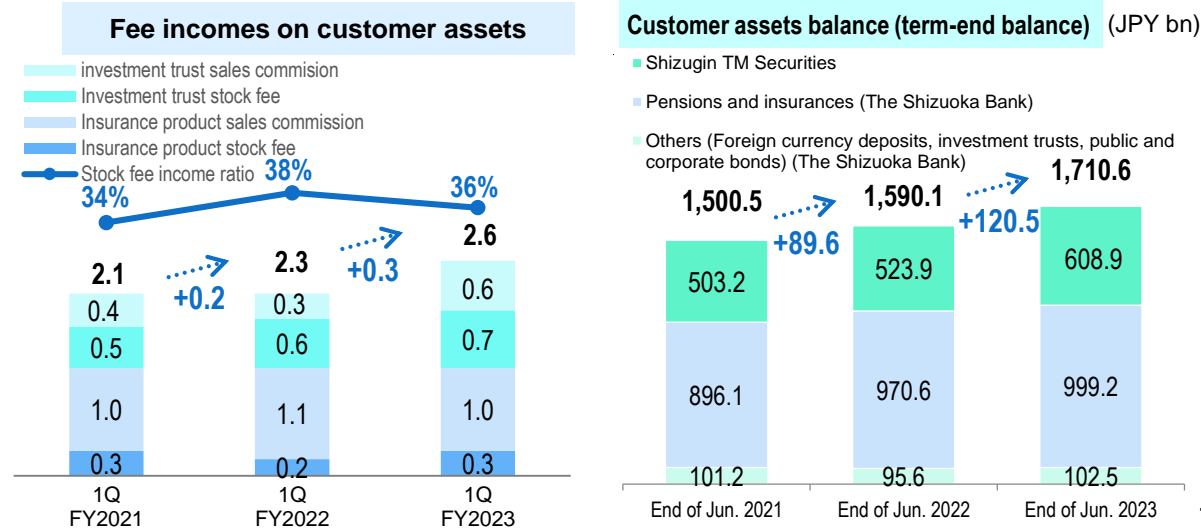 Fee incomes on customer assets
investment trust sales commision
Investment trust stock fee
Insurance product sales commission
Insurance product stock fee
Stock fee income ratio
34%
38%
36%
2.1
+0.2
2.3
+0.3
2.6
0.4
0.3
0.6
0.5
0.6
0.7
1.0
1.1
1.0
0.3
0.2
0.3
1Q
FY2021
1Q
FY2022
1Q
FY2023
Customer assets balance (term-end balance) (JPY bn)
Shizugin TM Securities
Pensions and insurances (The Shizuoka Bank)
Others (Foreign currency deposits, investment trusts, public and
corporate bonds) (The Shizuoka Bank)
1,500.5
+89.6
1,590.1
+120.5
1,710.6
503.2
523.9
608.9
896.1
970.6
999.2
101.2
95.6
102.5
End of Jun. 2021
End of Jun. 2022
End of Jun. 2023